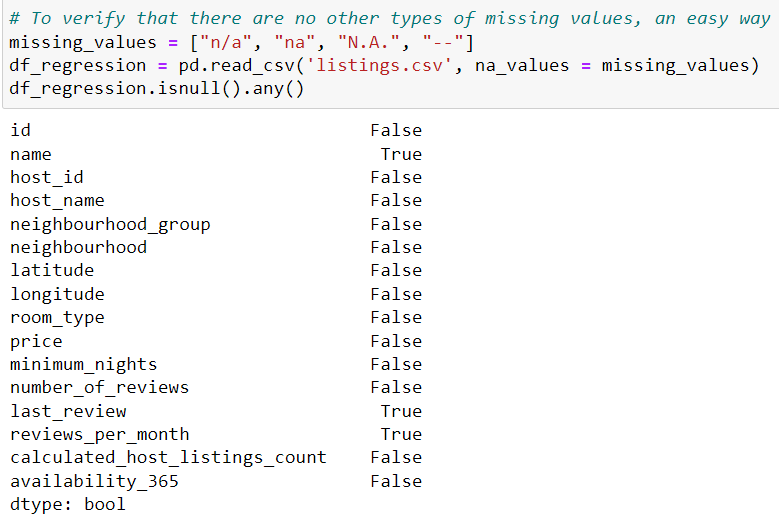 # To verify that there are no other types of missing values, an easy way
missing_values = ["n/a", "na", "N.A.", "--"]
df_regression = pd.read_csv('listings.csv', na_values = missing_values)
df_regression.isnull().any()
id False
name True
host_id False
host_name False
neighbourhood_group False
neighbourhood False
latitude False
longitude False
room_type False
price False
minimum_nights False
number_of_reviews False
last_review True
reviews_per_month True
calculated_host_listings_count False
availability_365 False
dtype: bool